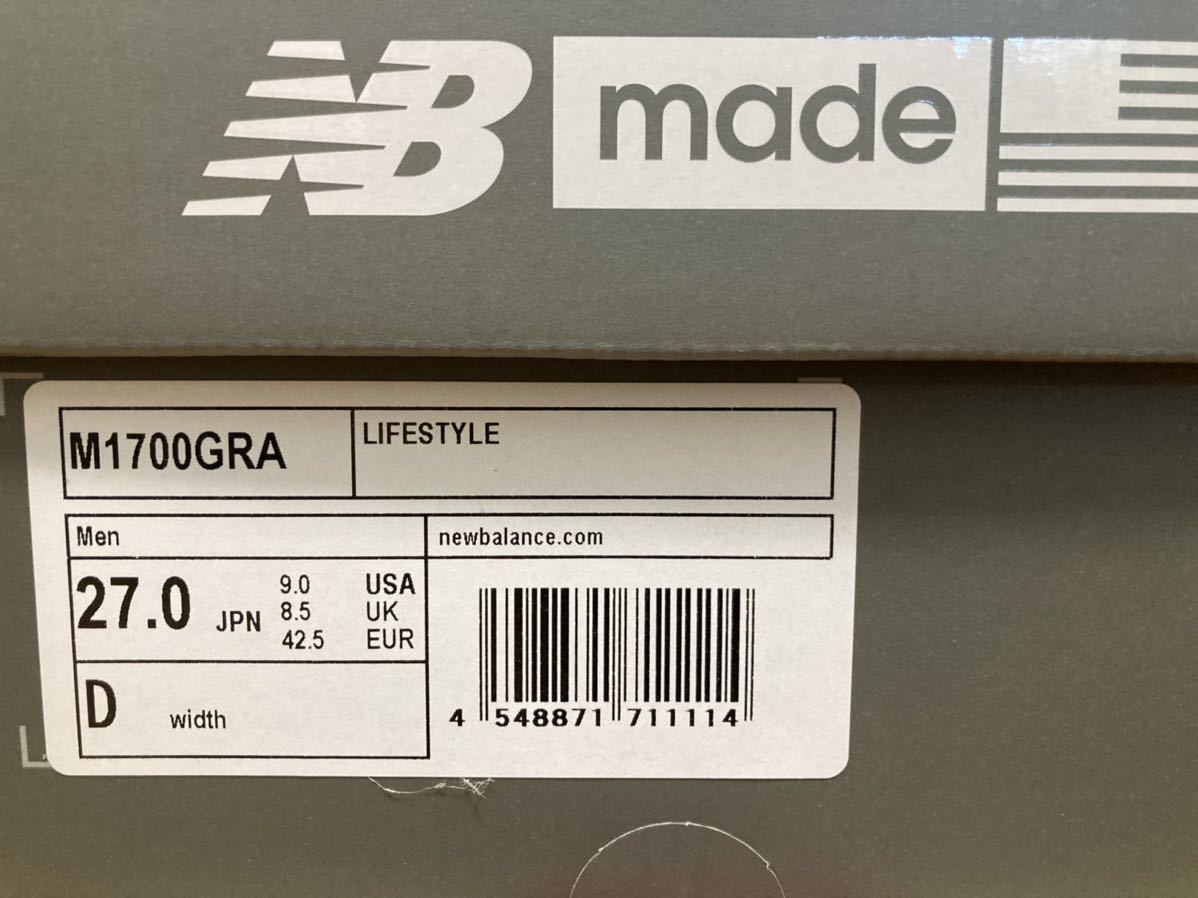 NB made
M1700GRA LIFESTYLE
Men newbalance.com
27.0 JPN 9.0 USA
8.5 UK
42.5 EUR
D width
4 548871 711114